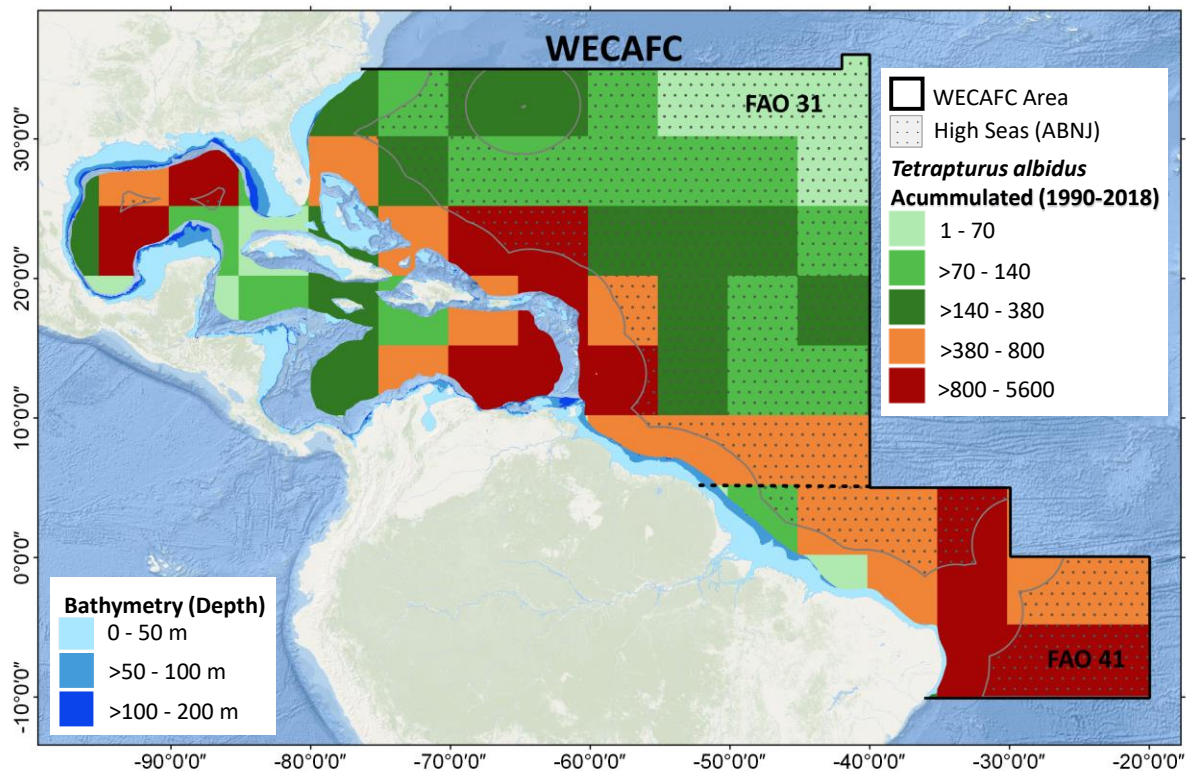 WECAFC
FAO 31
WECAFC Area
High Seas (ABNJ)
Tetrapturus albidus
Acummulated (1990-2018)
1 - 70
>70 - 140
>140 - 380
>380 - 800
>800 - 5600
30°0'0"
20°0'0"
10°0'0"
0°0'0"
-10°0'0"
Bathymetry (Depth)
0 - 50 m
>50 - 100 m
>100 - 200 m
FAO 41
-90°0'0" -80°0'0" -70°0'0" -60°0'0" -50°0'0" -40°0'0" -30°0'0" -20°0'0"